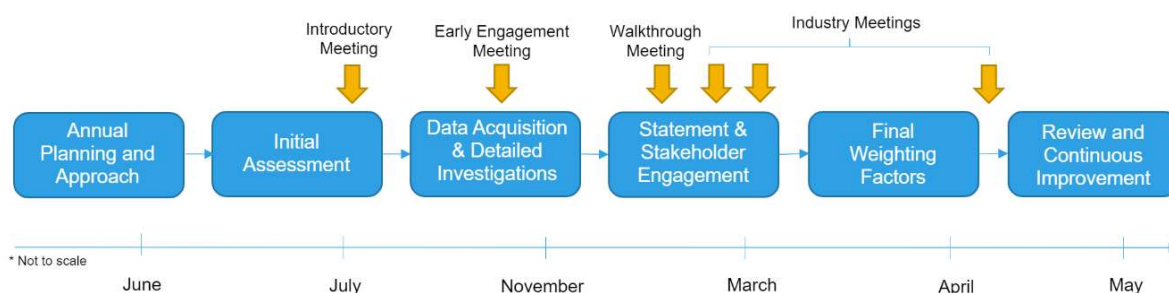 Introductory
Meeting
Early Engagement
Meeting
Walkthrough
Meeting
Industry Meetings
Annual
Planning and
Approach
Initial
Assessment
Data Acquisition
& Detailed
Investigations
Statement &
Stakeholder
Engagement
Final
Weighting
Factors
Review and
Continuous
Improvement
* Not to scale
June
July
November
March
April
May